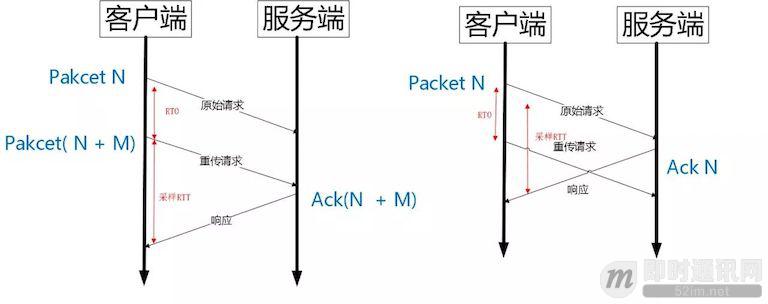 客户端
服务端
Pakcet N
原始请求
RTO
Pakcet( N + M)
重传请求
采样RTT
Ack(N + M)
响应
客户端
服务端
Packet N
原始请求
RTO
采样RTT
重传请求
Ack N
响应
即时通讯网
52im.net